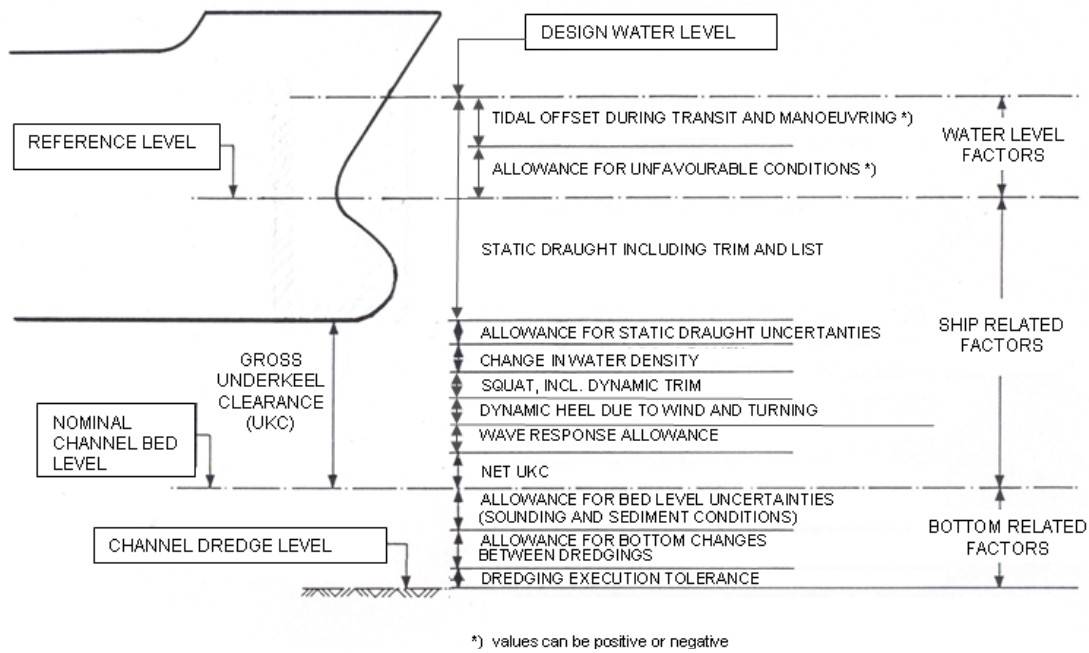 DESIGN WATER LEVEL
TIDAL OFFSET DURING TRANSIT AND MANOEUVRING *)
REFERENCE LEVEL
WATER LEVEL
FACTORS
ALLOWANCE FOR UNFAVOURABLE CONDITIONS *)
STATIC DRAUGHT INCLUDING TRIM AND LIST
ALLOWANCE FOR STATIC DRAUGHT UNCERTANTIES
SHIP RELATED
FACTORS
CHANGE IN WATER DENSITY
GROSS
UNDERKEEL
CLEARANCE
(UKC)
SQUAT, INCL. DYNAMIC TRIM
DYNAMIC HEEL DUE TO WIND AND TURNING
NOMINAL
CHANNEL BED
LEVEL
WAVE RESPONSE ALLOWANCE
NET UKC
ALLOWANCE FOR BED LEVEL UNCERTAINTIES
(SOUNDING AND SEDIMENT CONDITIONS)
BOTTOM RELATED
FACTORS
CHANNEL DREDGE LEVEL
ALLOWANCE FOR BOTTOM CHANGES
BETWEEN DREDGINGS
DREDGING EXECUTION TOLERANCE
*) values can be positive or negative